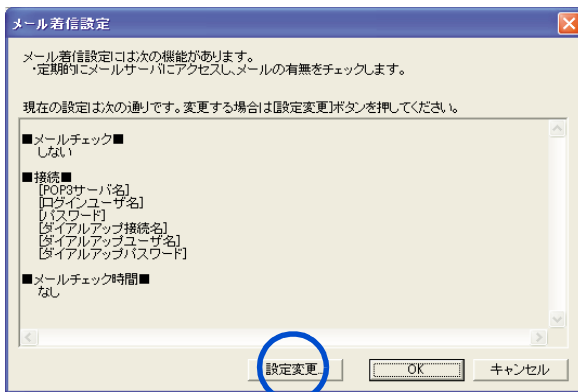 メール着信設定
メール着信設定には次の機能があります。
・定期的にメールサーバにアクセスし、メールの有無をチェックします。
現在の設定は次の通りです。変更する場合は[設定変更]ボタンを押してください。
■メールチェック■
しない
■接続■
[POP3サーバ名]
[ログインユーザ名]
[パスワード]
[ダイアルアップ接続名]
[ダイアルアップユーザ名]
[ダイアルアップパスワード]
■メールチェック時間■
なし
設定変更... OK キャンセル